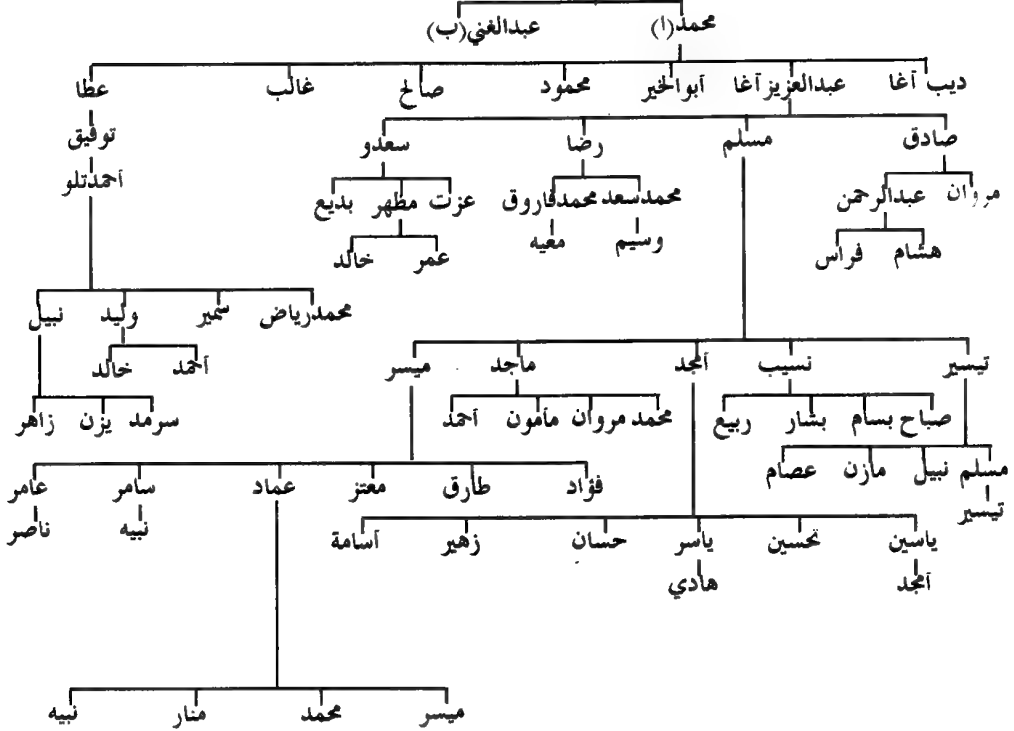 محمد(ا) عبدالغني(ب)
ديب آغا عبدالعزيز آغا أبوالخير محمود صالح غالب عطا
صادق مسلم رضا سعدو توفيق
مروان عبدالرحمن محمدسعد محمدفاروق عزت مظهر بديع أحمدتلو
هشام فراس وسيم معيه عمر خالد
محمدرياض سمير وليد نبيل
تيسير نسيب أمجد ماجد ميسر أحمد خالد
صباح بسام بشار ربيع محمد مروان مأمون أحمد سرمد يزن زاهر
مسلم نبيل مازن عصام فؤاد طارق معتز عماد سامر عامر
تيسير نبيه ناصر
ياسين تحسين ياسر حسان زهير أسامة
أمجد هادي
ميسر محمد منار نبيه